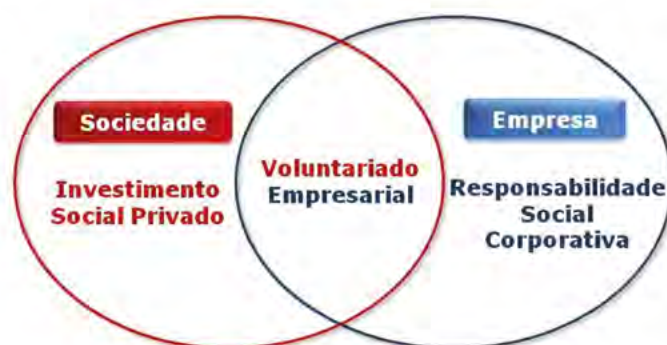 Sociedade
Investimento
Social Privado
Voluntariado
Empresarial
Empresa
Responsabilidade
Social
Corporativa